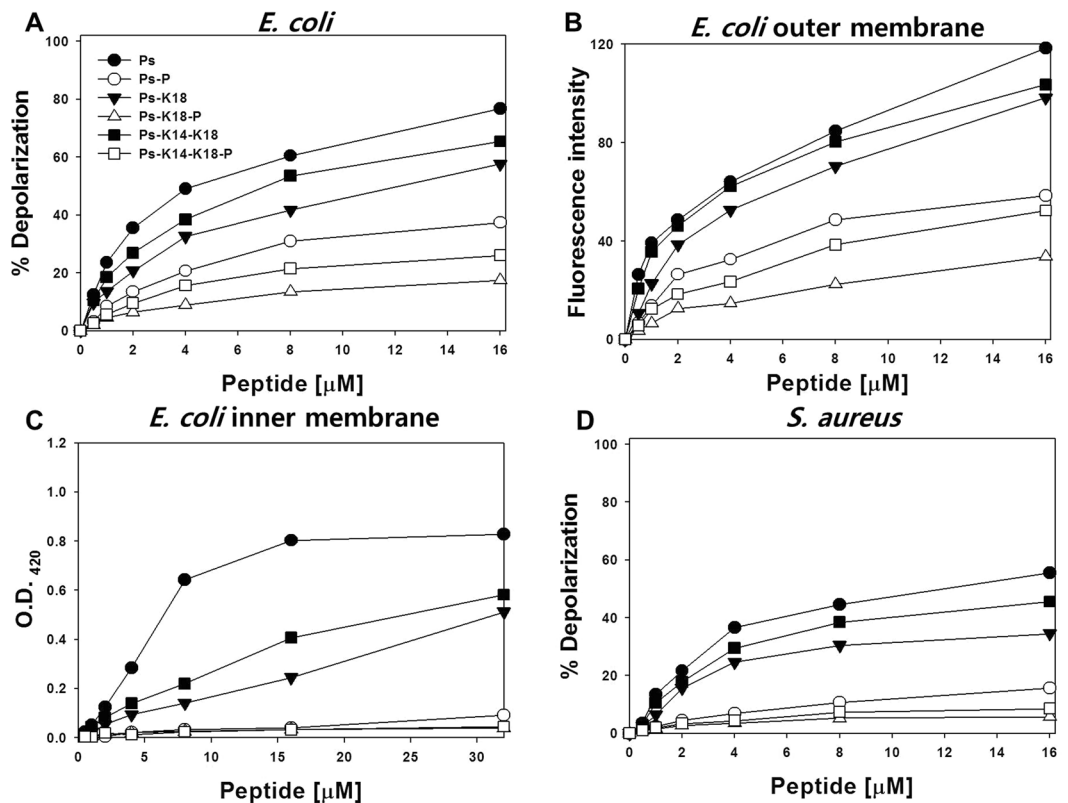 A
E. coli
% Depolarization
100
80
60
40
20
0
Ps
Ps-P
Ps-K18
Ps-K18-P
Ps-K14-K18
Ps-K14-K18-P
0 2 4 6 8 10 12 14 16
Peptide [μM]
B
E. coli outer membrane
Fluorescence intensity
120
80
40
0
0 2 4 6 8 10 12 14 16
Peptide [μM]
C
E. coli inner membrane
O.D. 420
1.2
1.0
0.8
0.6
0.4
0.2
0.0
0 5 10 15 20 25 30
Peptide [μM]
D
S. aureus
% Depolarization
100
80
60
40
20
0
0 2 4 6 8 10 12 14 16
Peptide [μM]